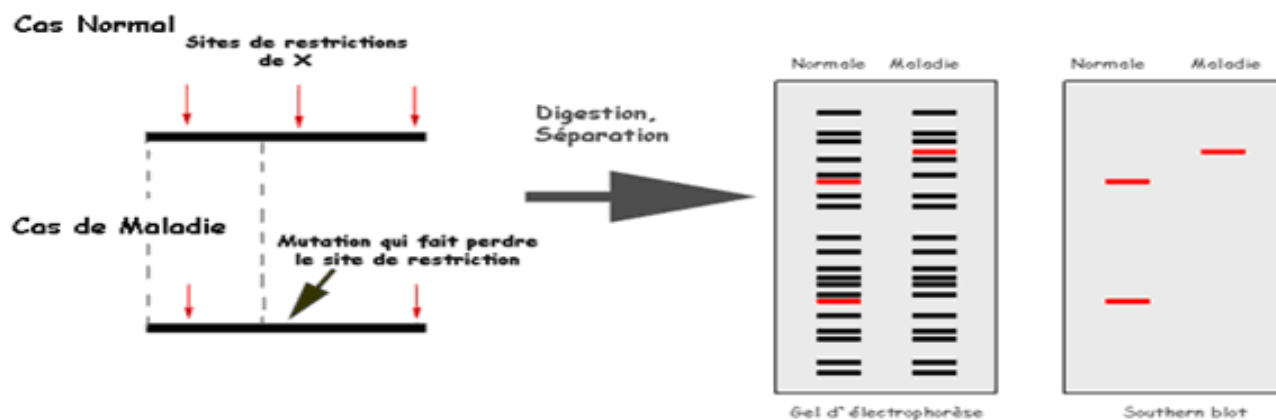 Cas Normal
Sites de restrictions
de X
Cas de Maladie
Mutation qui fait perdre
le site de restriction
Digestion,
Séparation
Normale Maladie
Gel d' électrophorèse
Normale Maladie
Southern blot